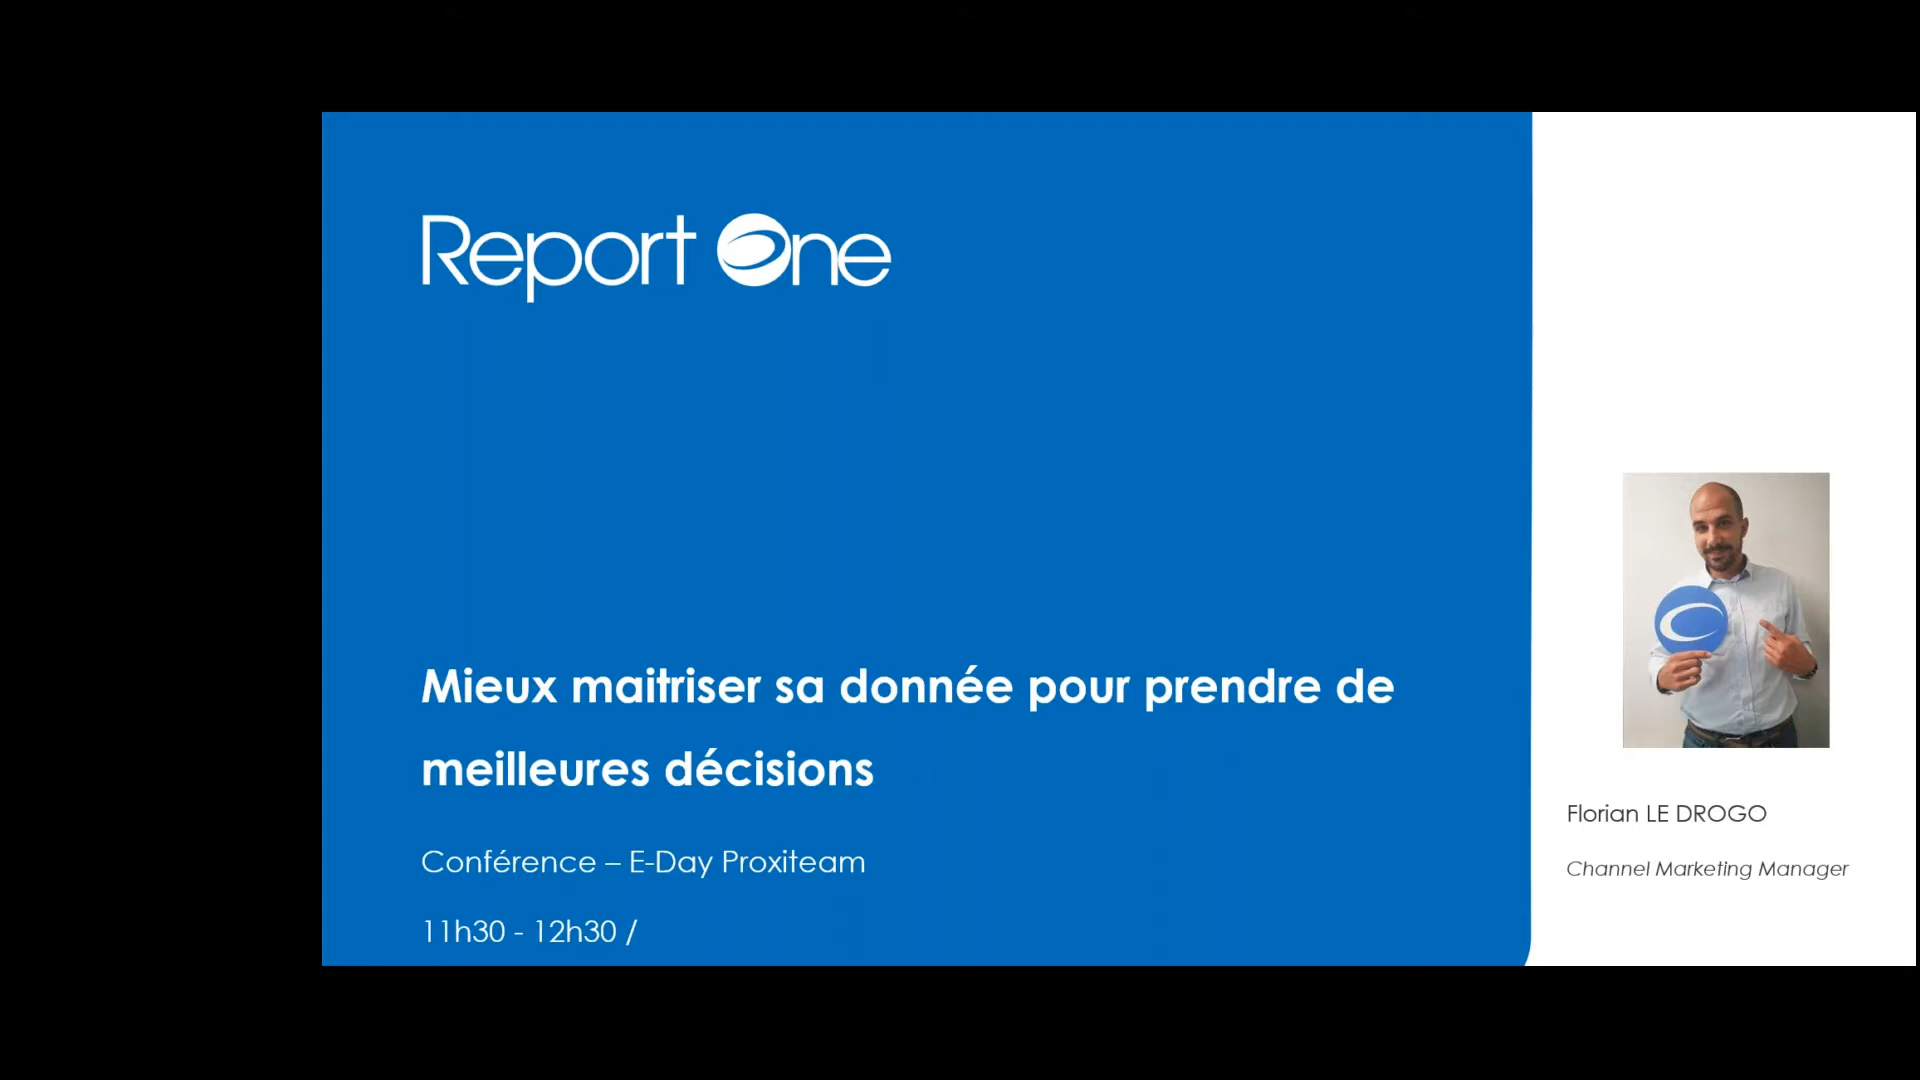 Report One
Mieux maitriser sa donnée pour prendre de
meilleures décisions
Conférence – E-Day Proxiteam
11h30 - 12h30 /
Florian LE DROGO
Channel Marketing Manager